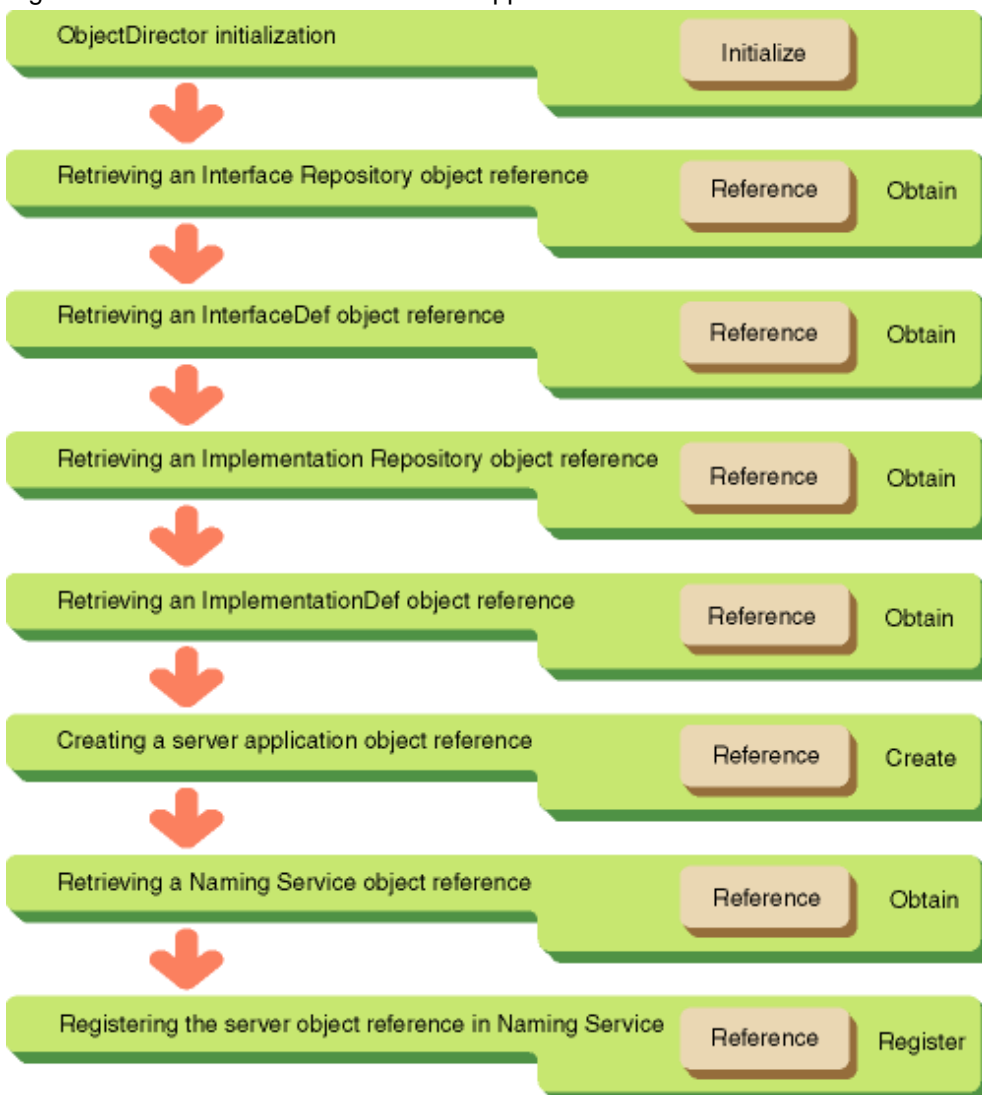 ObjectDirector initialization
Initialize
Retrieving an Interface Repository object reference
Reference
Obtain
Retrieving an InterfaceDef object reference
Reference
Obtain
Retrieving an Implementation Repository object reference
Reference
Obtain
Retrieving an ImplementationDef object reference
Reference
Obtain
Creating a server application object reference
Reference
Create
Retrieving a Naming Service object reference
Reference
Obtain
Registering the server object reference in Naming Service
Reference
Register